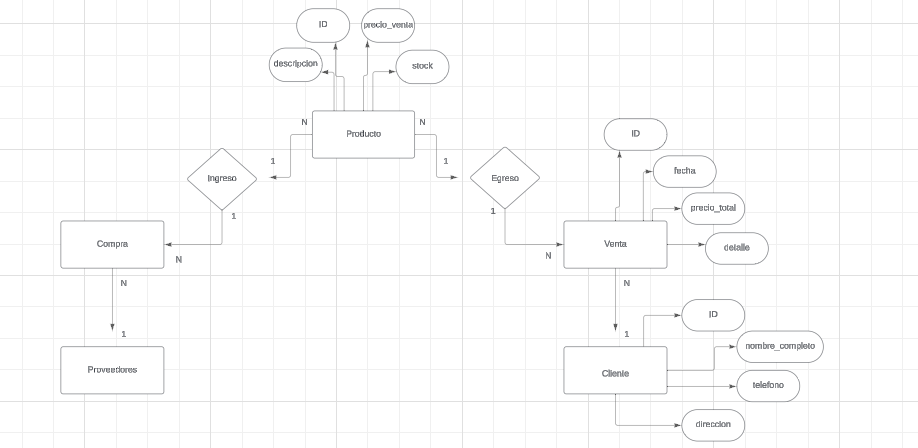 ID
precio_venta
descripcion
stock
N
Producto
N
1
1
ID
Ingreso
Egreso
fecha
1
1
precio_total
Compra
N
N
Venta
detalle
N
N
1
1
ID
Proveedores
Cliente
nombre_completo
telefono
direccion